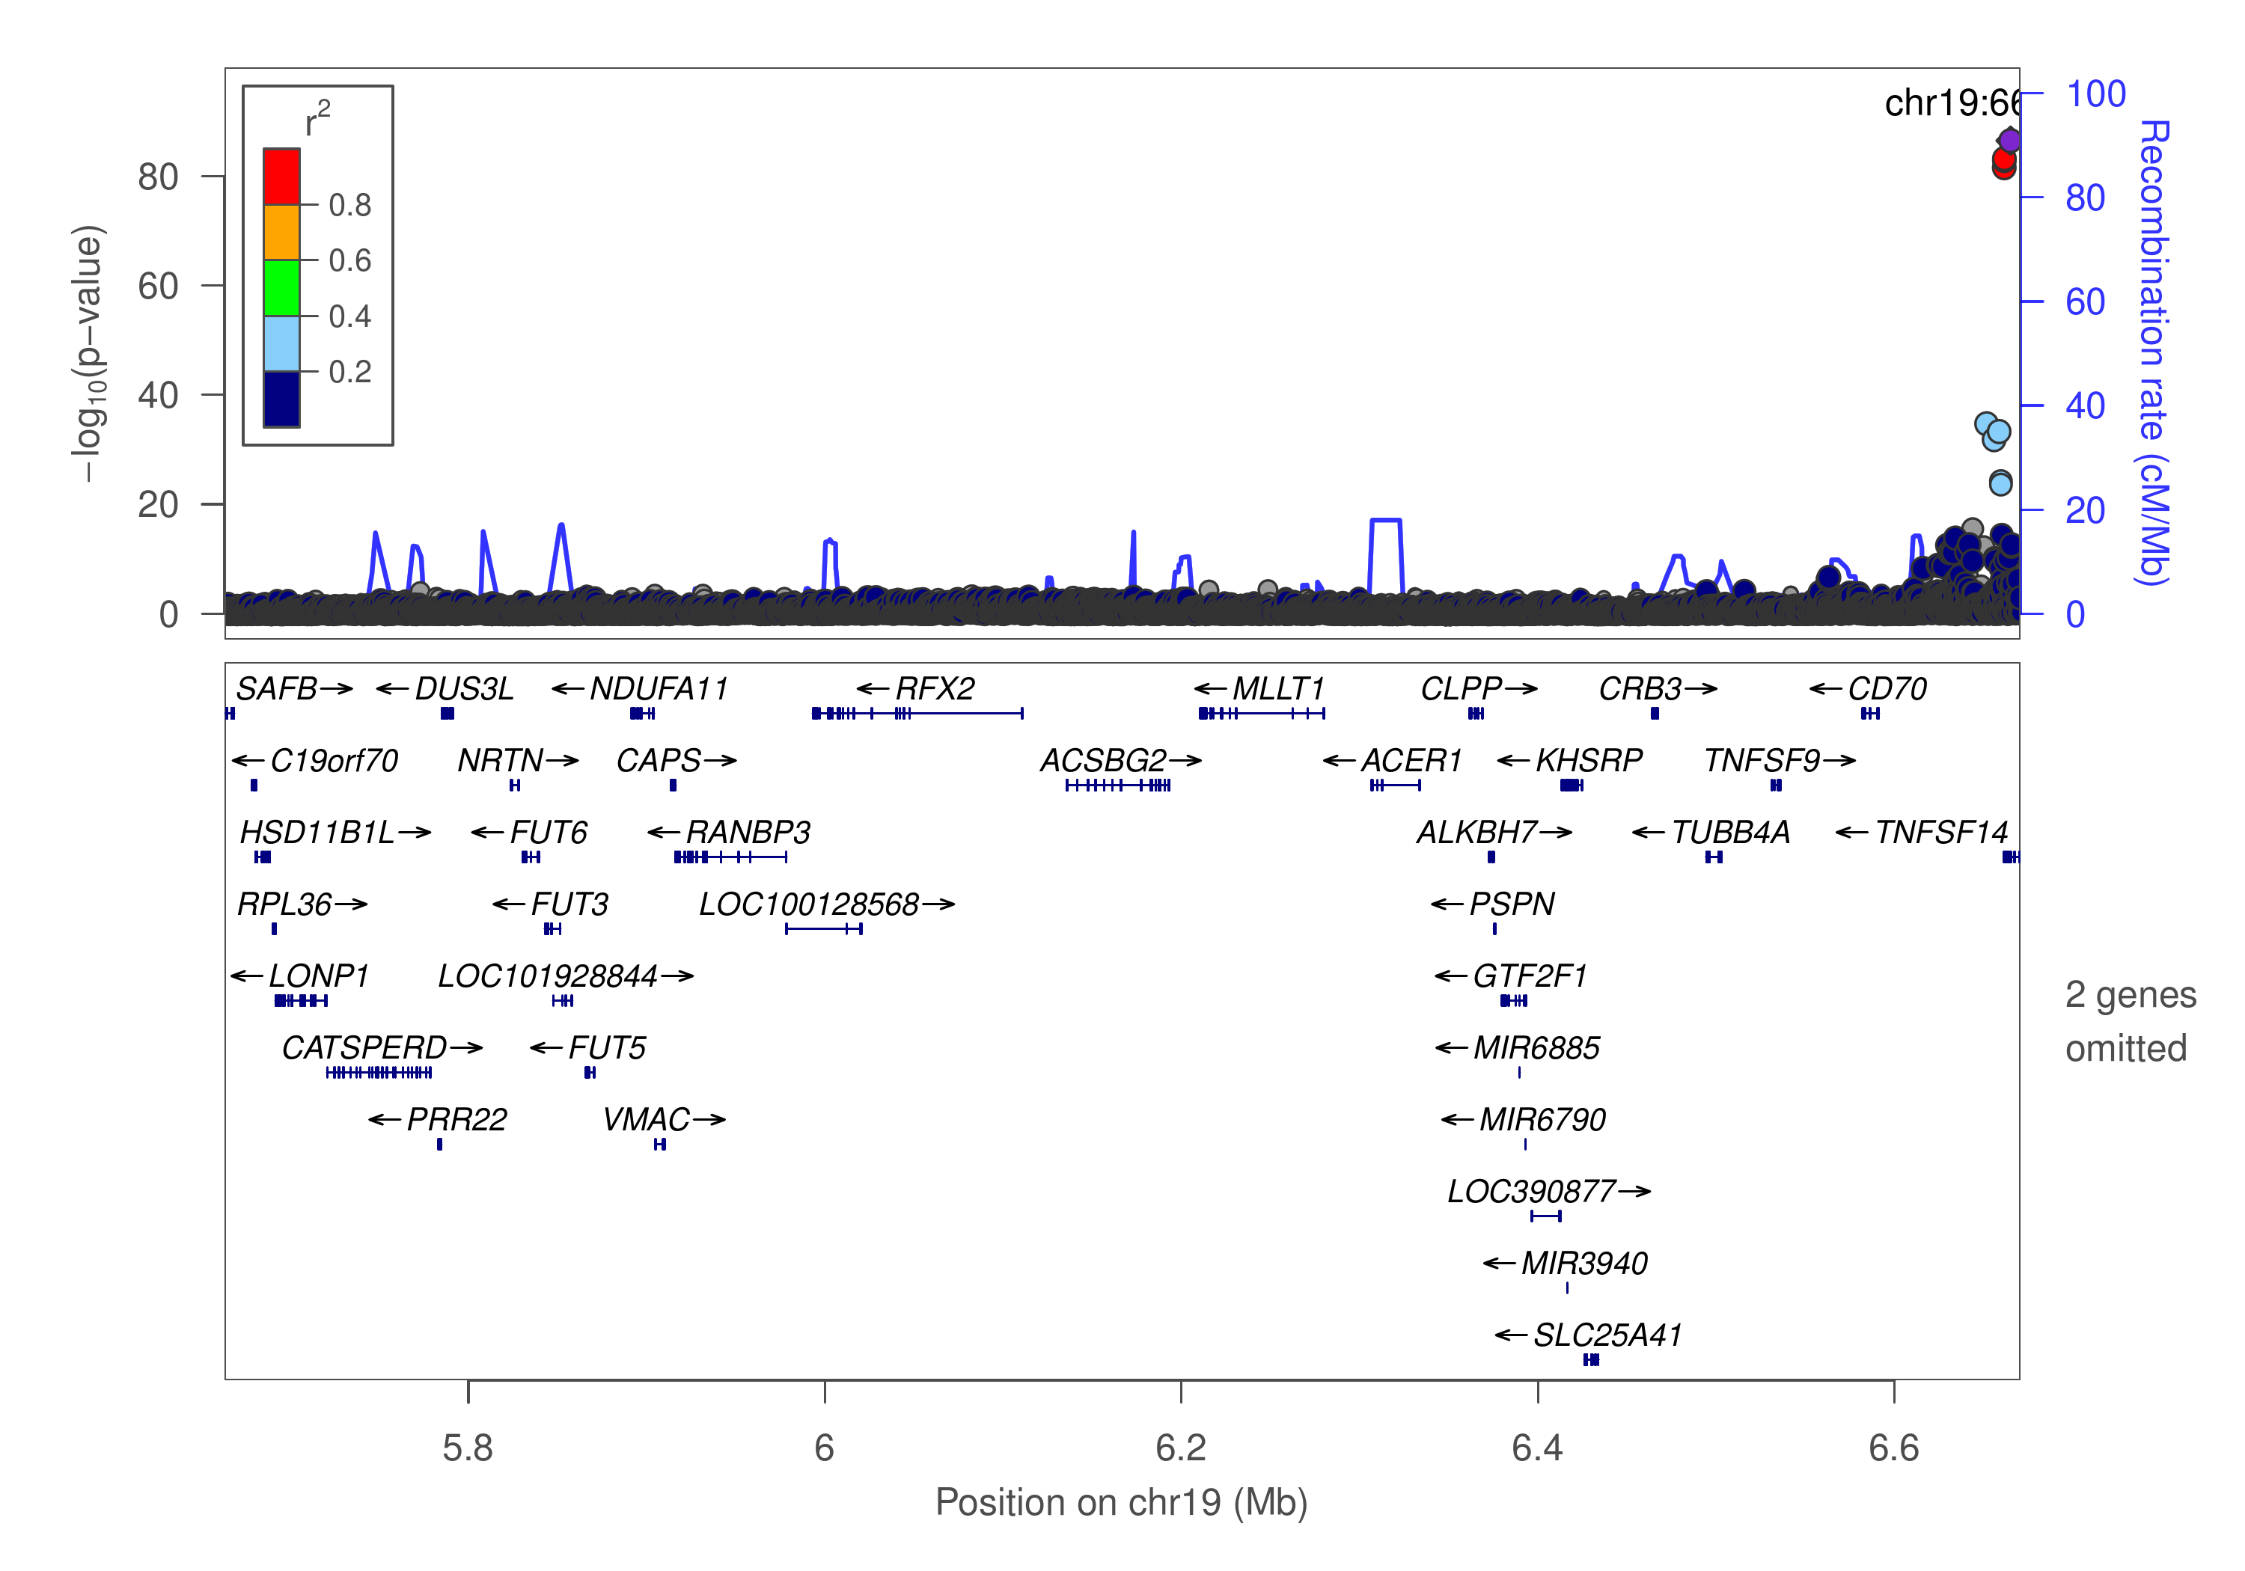 chr19:66
r2
0.8
0.6
0.4
0.2
80
60
40
20
0
−log10(p−value)
100
80
60
40
20
0
Recombination rate (cM/Mb)
SAFB→ ←DUS3L ←NDUFA11 ←RFX2 ←MLLT1 CLPP→ CRB3→ ←CD70
←C19orf70 NRTN→ CAPS→ ACSBG2→ ←ACER1 ←KHSRP TNFSF9→
HSD11B1L→ ←FUT6 ←RANBP3 ALKBH7→ ←TUBB4A ←TNFSF14
RPL36→ ←FUT3 LOC100128568→ ←PSPN
←LONP1 LOC101928844→ ←GTF2F1
CATSPERD→ ←FUT5 ←MIR6885
←PRR22 VMAC→ ←MIR6790
LOC390877→
←MIR3940
←SLC25A41
2 genes
omitted
5.8 6 6.2 6.4 6.6
Position on chr19 (Mb)